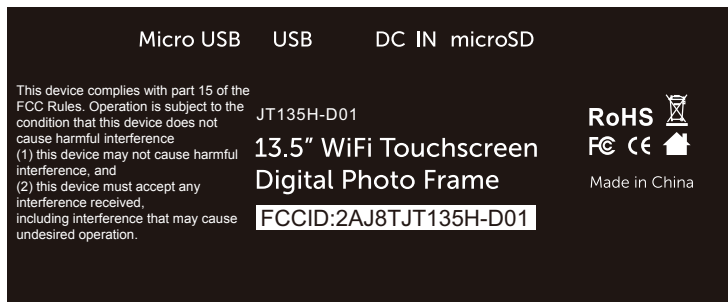 Micro USB USB DC IN microSD
This device complies with part 15 of the
FCC Rules. Operation is subject to the
condition that this device does not
cause harmful interference
(1) this device may not cause harmful
interference, and
(2) this device must accept any
interference received,
including interference that may cause
undesired operation.
JT135H-D01
13.5” WiFi Touchscreen
Digital Photo Frame
FCCID:2AJ8TJT135H-D01
RoHS
FC CE
Made in China